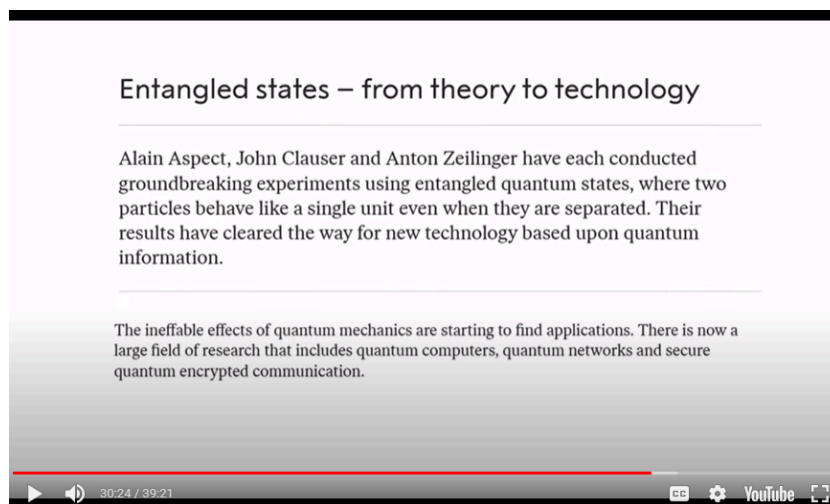 Entangled states – from theory to technology
Alain Aspect, John Clauser and Anton Zeilinger have each conducted
groundbreaking experiments using entangled quantum states, where two
particles behave like a single unit even when they are separated. Their
results have cleared the way for new technology based upon quantum
information.
The ineffable effects of quantum mechanics are starting to find applications. There is now a
large field of research that includes quantum computers, quantum networks and secure
quantum encrypted communication.
30:24 / 39:21 CC YouTube